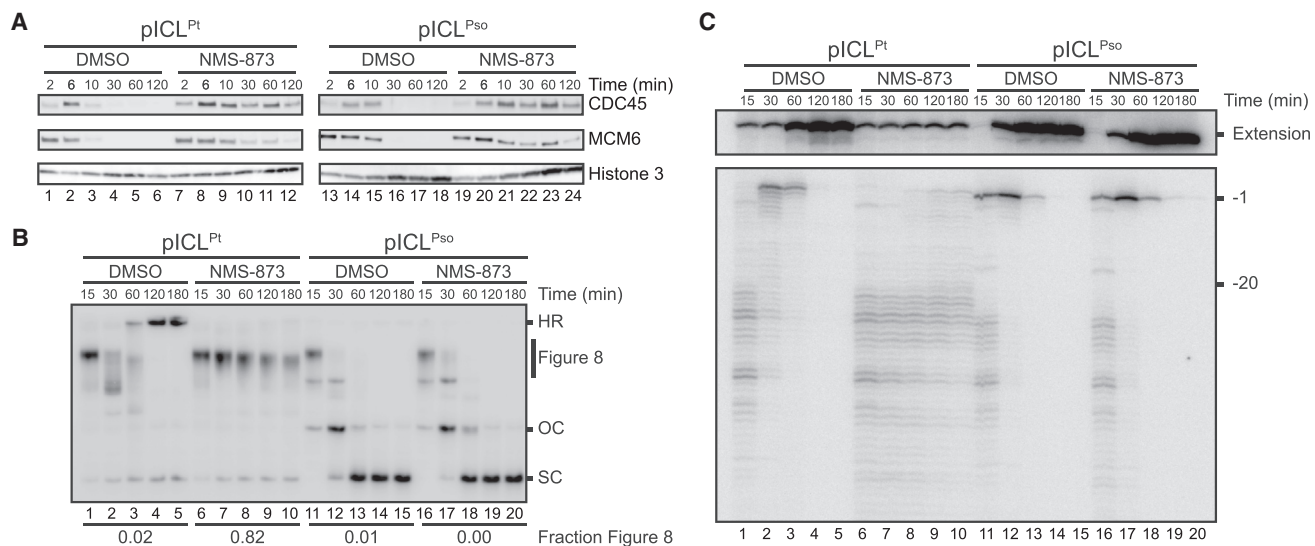 A
pICL^Pt
pICL^Pso
DMSO
NMS-873
DMSO
NMS-873
2 6 10 30 60 120 2 6 10 30 60 120
Time (min)
2 6 10 30 60 120 2 6 10 30 60 120
CDC45
MCM6
Histone 3
1 2 3 4 5 6 7 8 9 10 11 12
13 14 15 16 17 18 19 20 21 22 23 24
B
pICL^Pt
pICL^Pso
DMSO
NMS-873
DMSO
NMS-873
15 30 60 120 180 15 30 60 120 180 15 30 60 120 180 15 30 60 120 180
Time (min)
HR
Figure 8
OC
SC
1 2 3 4 5 6 7 8 9 10 11 12 13 14 15 16 17 18 19 20
0.02
0.82
0.01
0.00
Fraction Figure 8
C
pICL^Pt
pICL^Pso
DMSO
NMS-873
DMSO
NMS-873
15 30 60 120 180 15 30 60 120 180 15 30 60 120 180 15 30 60 120 180
Time (min)
Extension
-1
-20
1 2 3 4 5 6 7 8 9 10 11 12 13 14 15 16 17 18 19 20